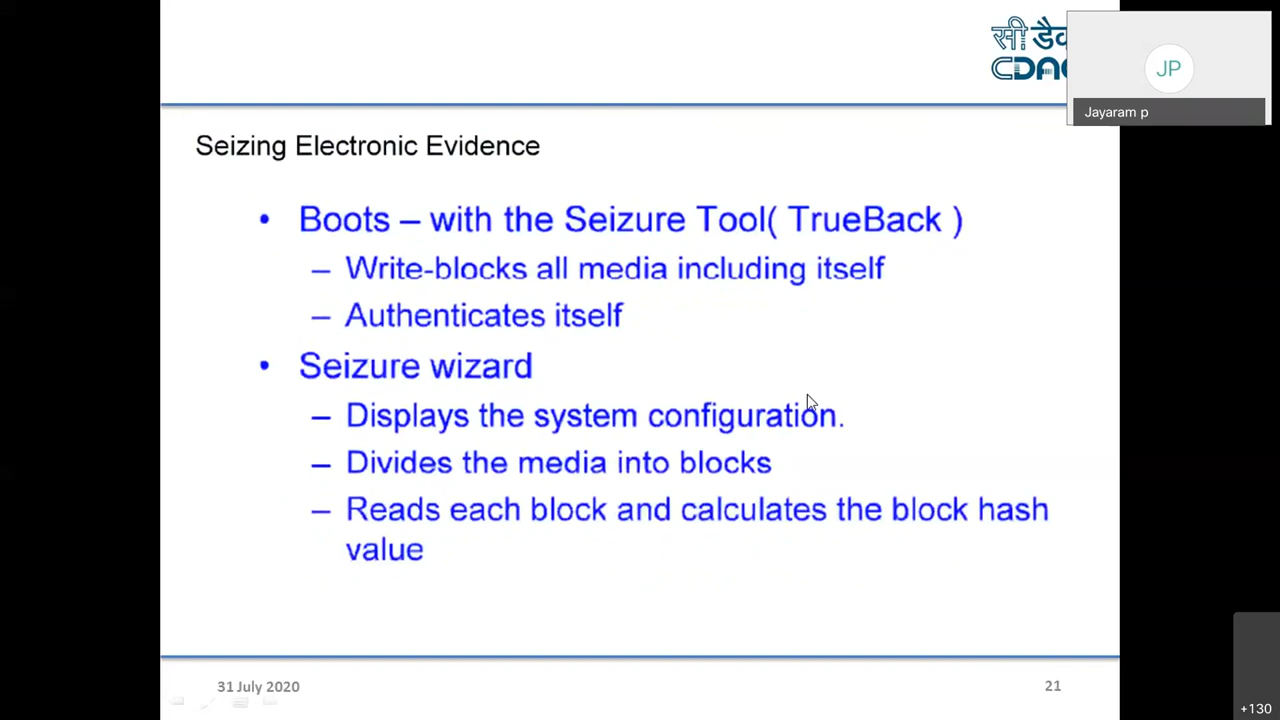 सी डैक
CDAC
JP
Jayaram p
Seizing Electronic Evidence
• Boots – with the Seizure Tool( TrueBack )
– Write-blocks all media including itself
– Authenticates itself
• Seizure wizard
– Displays the system configuration.
– Divides the media into blocks
– Reads each block and calculates the block hash
value
31 July 2020
21
+130